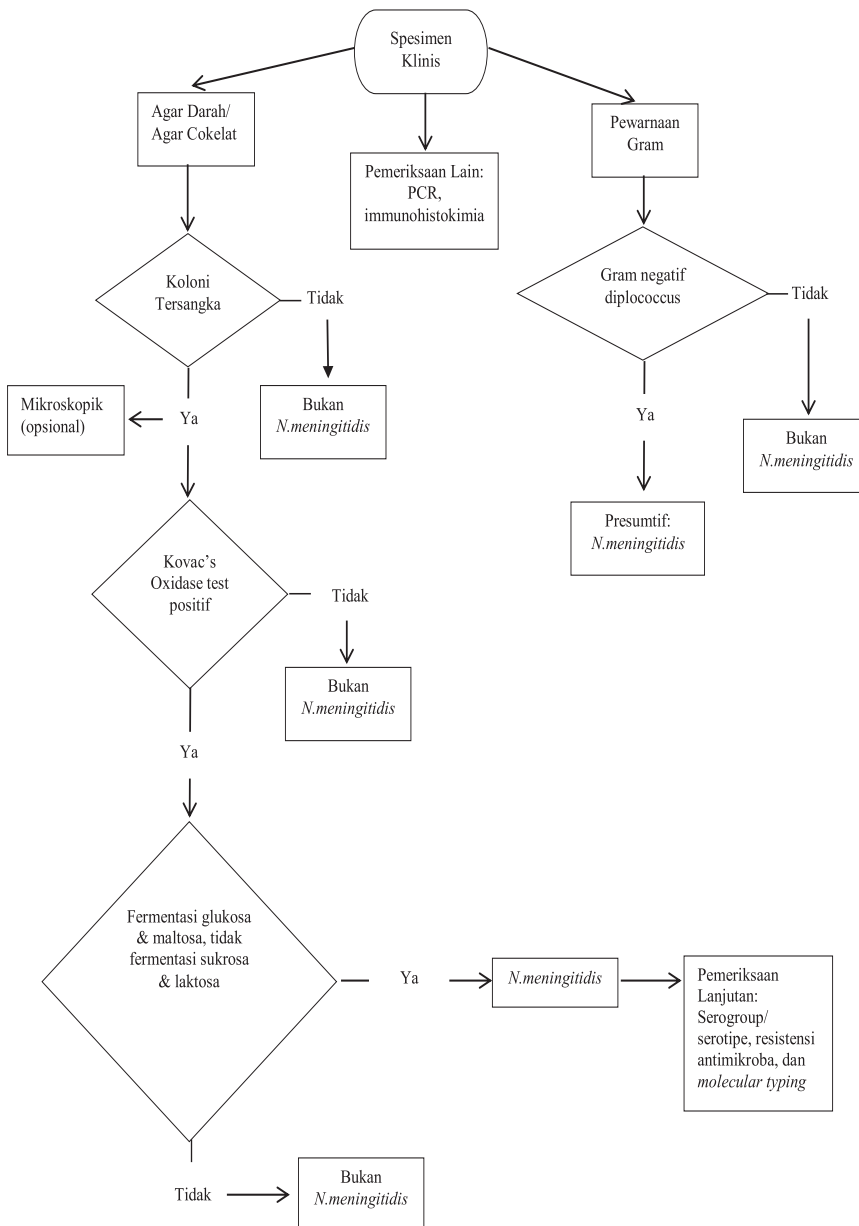 Spesimen
Klinis
Agar Darah/
Agar Cokelat
Pemeriksaan Lain:
PCR,
immunohistokimia
Pewarnaan
Gram
Koloni
Tersangka
Tidak
Gram negatif
diplococcus
Tidak
Mikroskopik
(opsional)
Ya
Bukan
N.meningitidis
Ya
Bukan
N.meningitidis
Presumtif:
N.meningitidis
Kovac's
Oxidase test
positif
Tidak
Bukan
N.meningitidis
Ya
Fermentasi glukosa
& maltosa, tidak
fermentasi sukrosa
& laktosa
Ya
N.meningitidis
Pemeriksaan
Lanjutan:
Serogroup/
serotipe, resistensi
antimikroba, dan
molecular typing
Tidak
Bukan
N.meningitidis